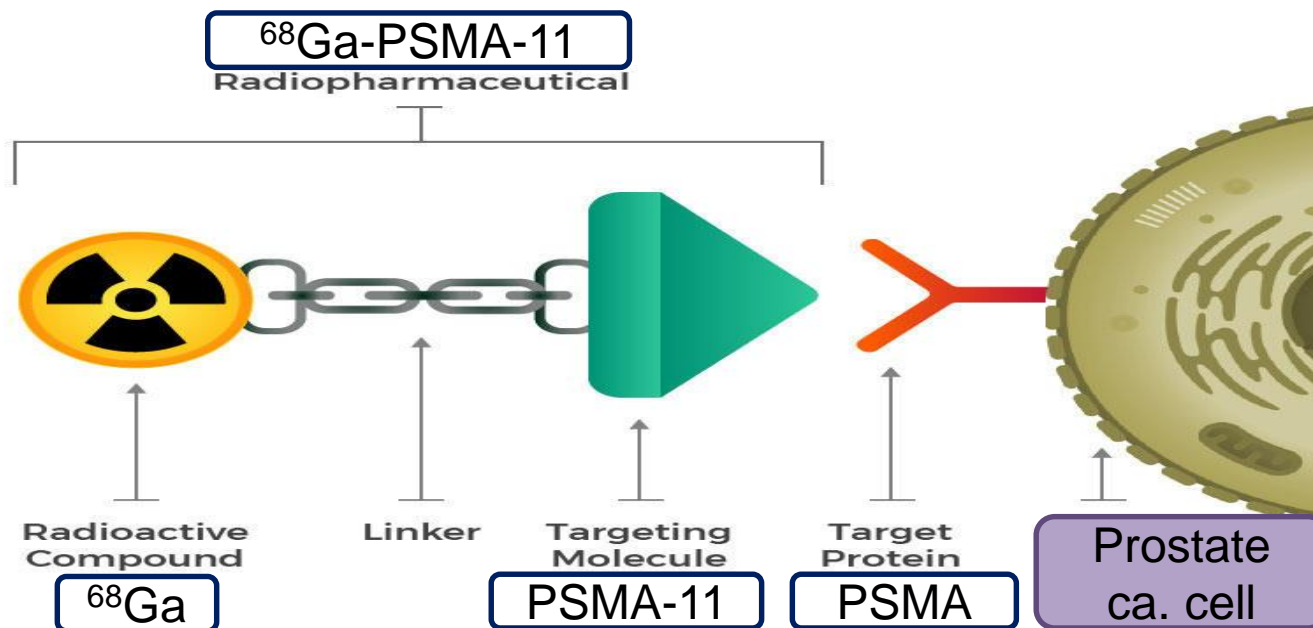 ⁶⁸Ga-PSMA-11
Radiopharmaceutical
Radioactive
Compound
⁶⁸Ga
Linker
Targeting
Molecule
PSMA-11
Target
Protein
PSMA
Prostate
ca. cell